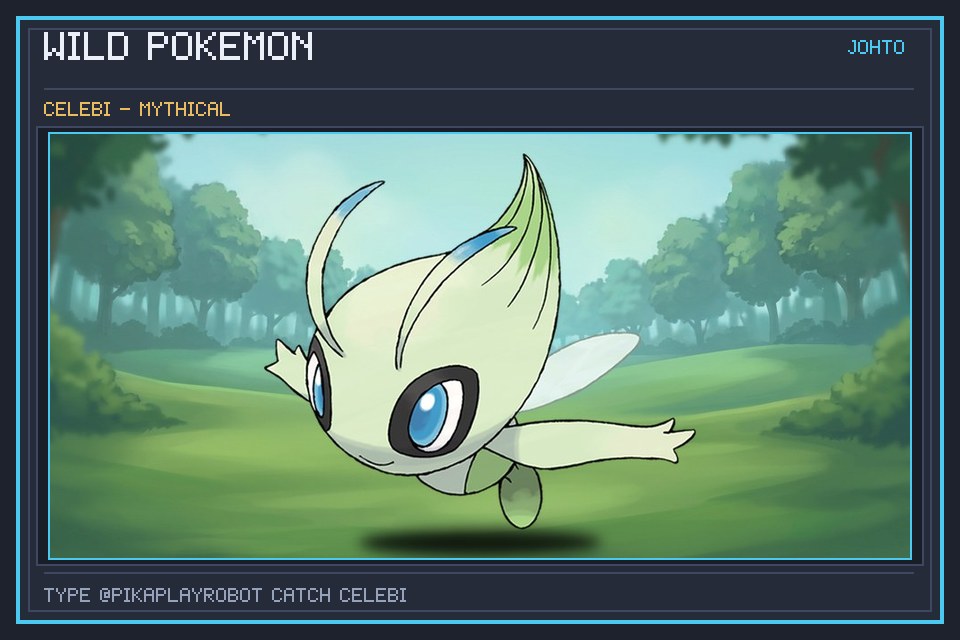 WILD POKEMON
JOHTO
CELEBI – MYTHICAL
TYPE @PIKAPLAYROBOT CATCH CELEBI